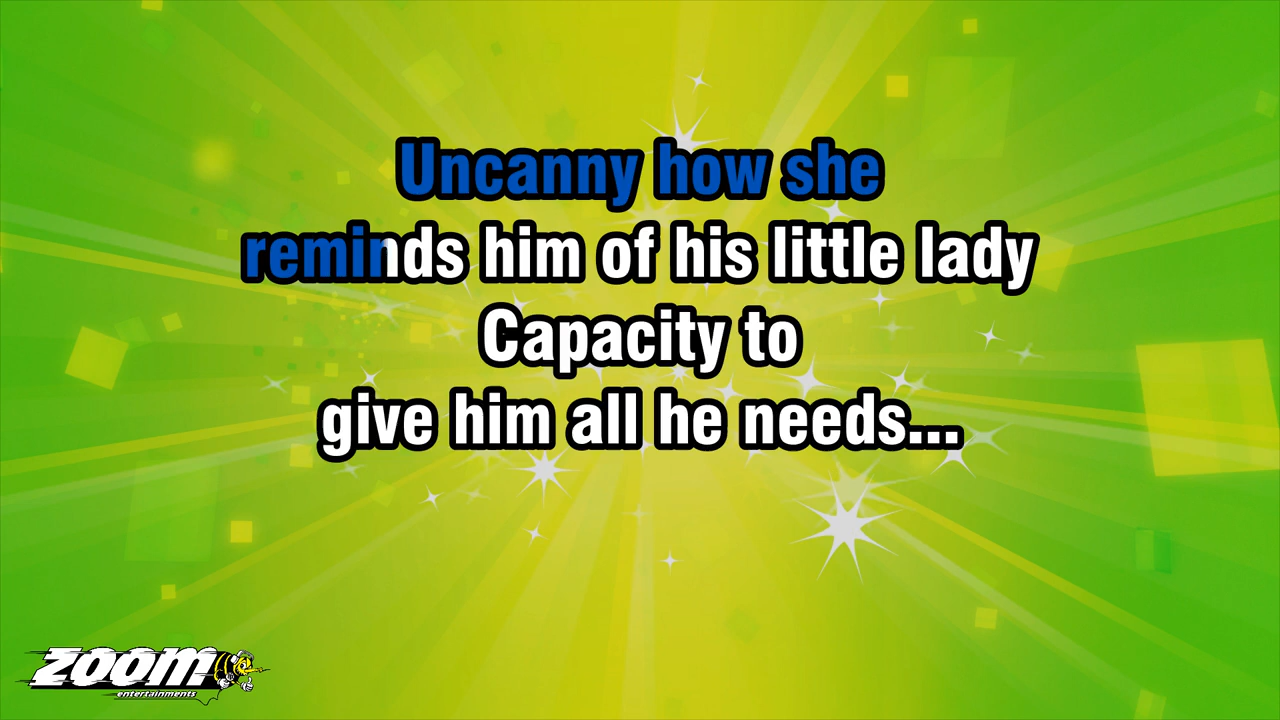 Uncanny how she
reminds him of his little lady
Capacity to
give him all he needs...
zoom
entertainments